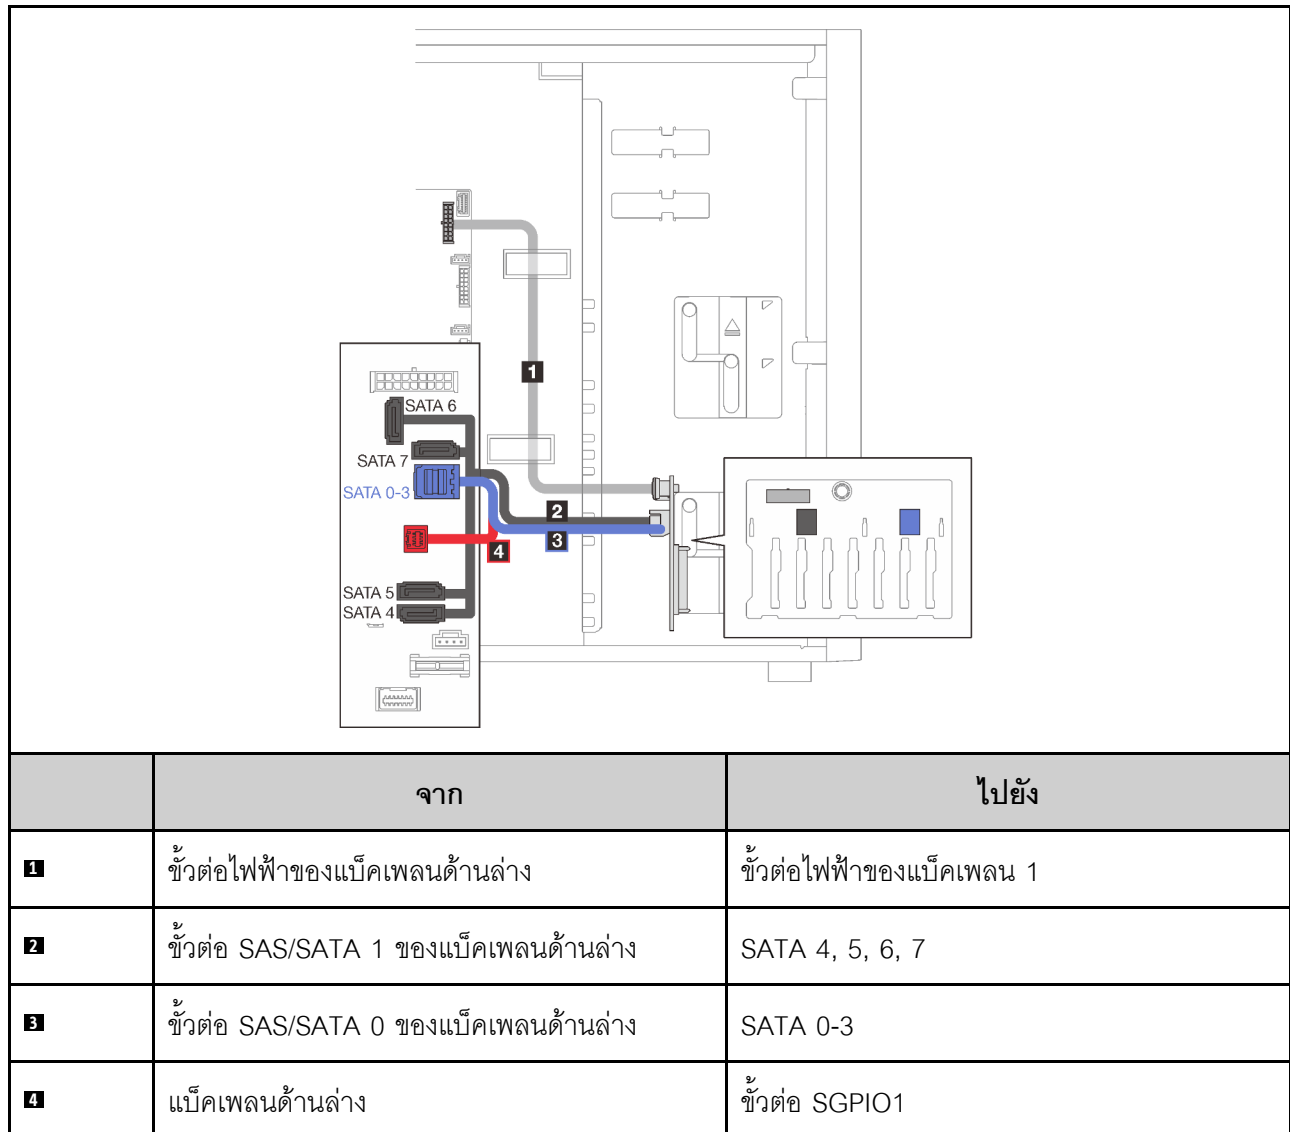 1
SATA 6
SATA 7
SATA 0-3
2
3
4
SATA 5
SATA 4
จาก ไปยัง
1 ขั้วต่อไฟฟ้าของแบ็คเพลนด้านล่าง ขั้วต่อไฟฟ้าของแบ็คเพลน 1
2 ขั้วต่อ SAS/SATA 1 ของแบ็คเพลนด้านล่าง SATA 4, 5, 6, 7
3 ขั้วต่อ SAS/SATA 0 ของแบ็คเพลนด้านล่าง SATA 0-3
4 แบ็คเพลนด้านล่าง ขั้วต่อ SGPIO1